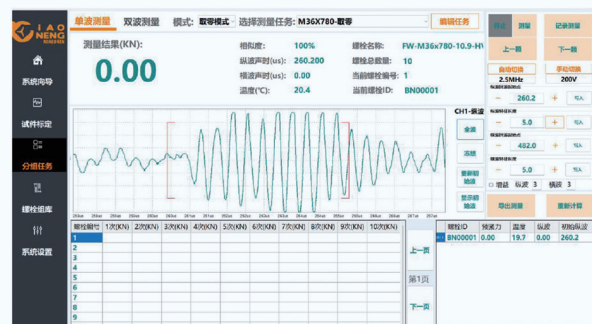 IAO
NENG
系统向导
试件标定
分组任务
螺栓组库
系统设置
单波测量 双波测量 模式: 取零模式 选择测量任务: M36X780-取零 编辑任务
测量结果(KN):
0.00
相似度: 100%
纵波声时(us): 260.200
横波声时(us): 0.00
温度(℃): 20.4
螺栓名称: FW-M36x780-10.9-HV
螺栓总数量: 10
当前螺栓编号: 1
当前螺栓ID: BN00001
测量 记录测量
上一颗 下一颗
自动切换 手动切换
2.5MHz 200V
- 260.2 + 写入
- 5.0 + 写入
- 482.0 + 写入
- 5.0 + 写入
增益 纵波 3 横波 3
导出测量 重新计算
CH1-纵波
全波
冻结
重新初始波
显示初始波
螺栓编号 1次(KN) 2次(KN) 3次(KN) 4次(KN) 5次(KN) 6次(KN) 7次(KN) 8次(KN) 9次(KN) 10次(KN)
1
2
3
4
5
6
7
8
9
上一页
第1页
下一页
螺栓ID 预紧力 温度 纵波 初始纵波
BN00001 0.00 19.7 0.00 260.2